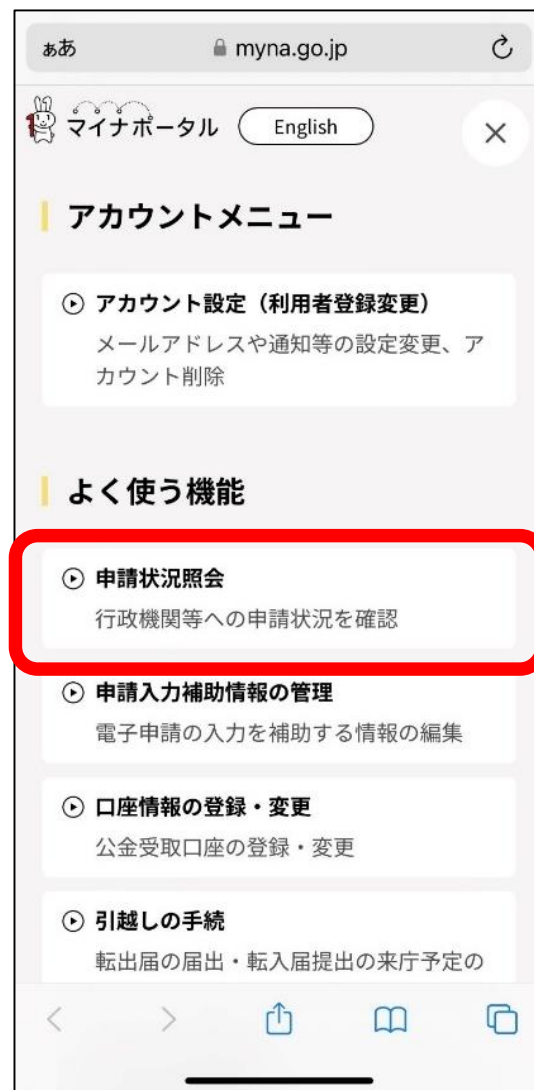 ぁあ myna.go.jp
マイナポータル English
アカウントメニュー
アカウント設定（利用者登録変更）
メールアドレスや通知等の設定変更、ア
カウント削除
よく使う機能
申請状況照会
行政機関等への申請状況を確認
申請入力補助情報の管理
電子申請の入力を補助する情報の編集
口座情報の登録・変更
公金受取口座の登録・変更
引越しの手続
転出届の届出・転入届提出の来庁予定の